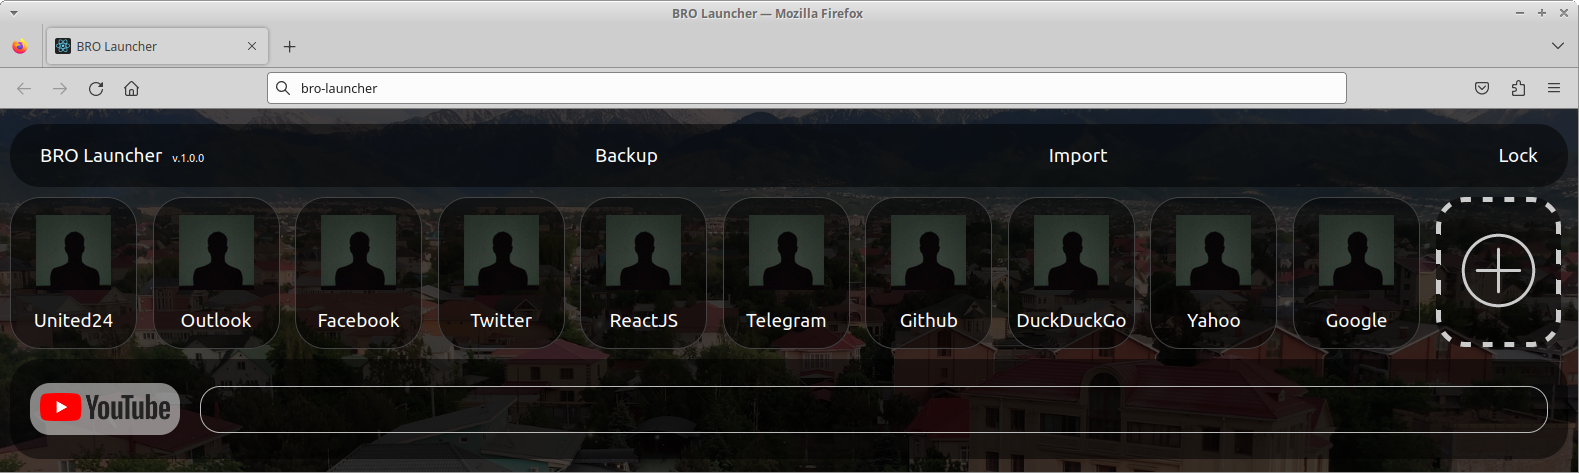 BRO Launcher — Mozilla Firefox
BRO Launcher
bro-launcher
BRO Launcher v.1.0.0 Backup Import Lock
United24 Outlook Facebook Twitter ReactJS Telegram Github DuckDuckGo Yahoo Google
YouTube